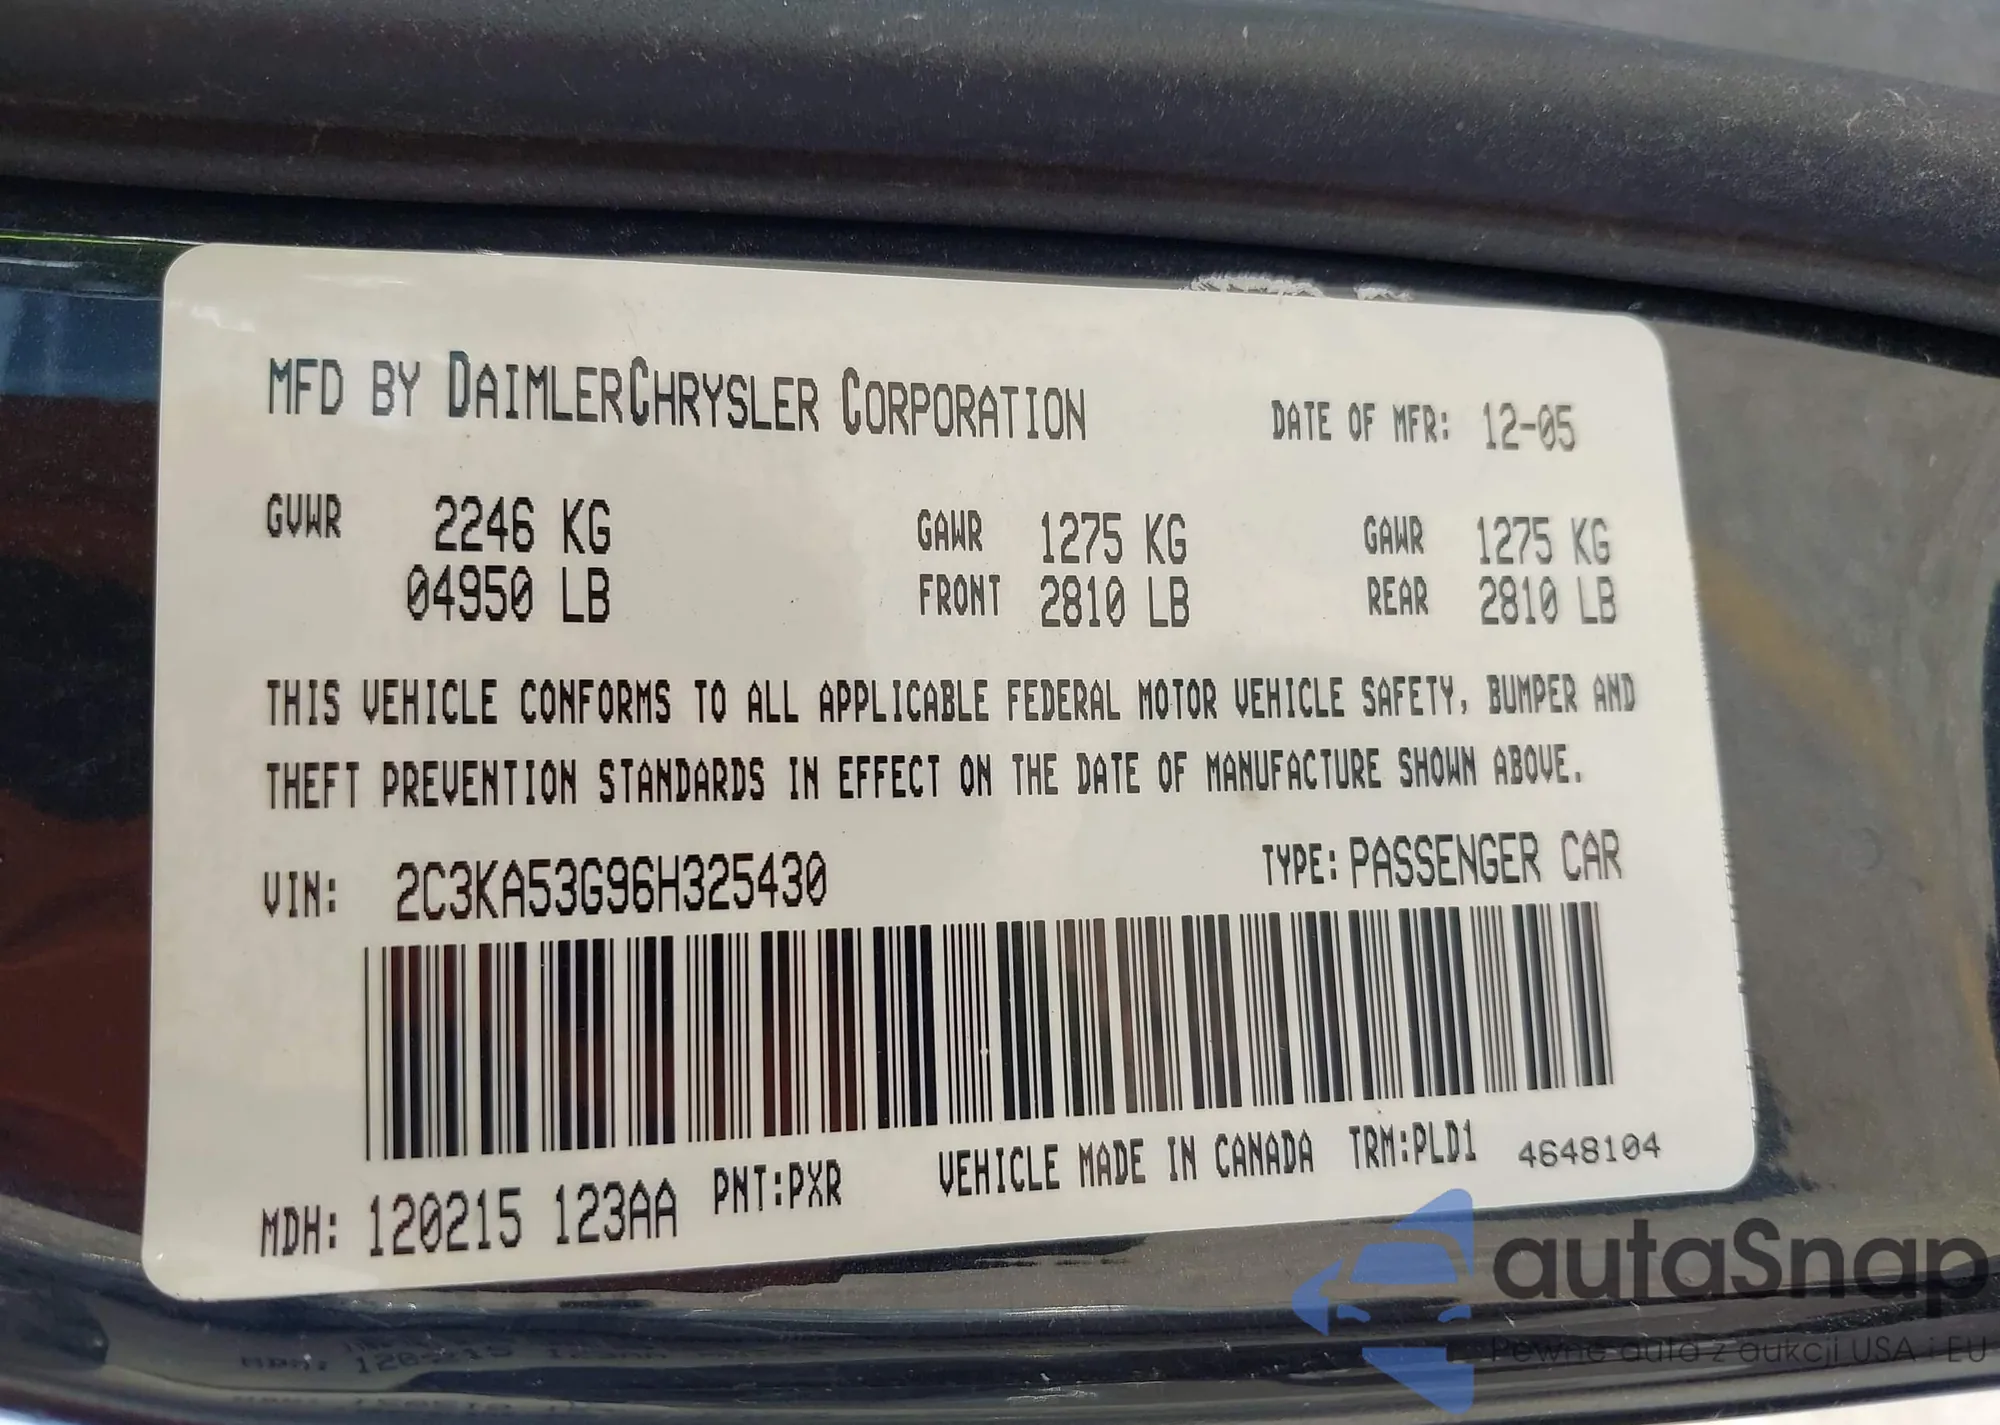 MFD BY DAIMLERCHRYSLER CORPORATION DATE OF MFR: 12-05
GVWR 2246 KG GAWR 1275 KG GAWR 1275 KG
04950 LB FRONT 2810 LB REAR 2810 LB
THIS VEHICLE CONFORMS TO ALL APPLICABLE FEDERAL MOTOR VEHICLE SAFETY, BUMPER AND
THEFT PREVENTION STANDARDS IN EFFECT ON THE DATE OF MANUFACTURE SHOWN ABOVE.
VIN: 2C3KA53G96H325430 TYPE: PASSENGER CAR
MDH: 120215 123AA PNT:PXR VEHICLE MADE IN CANADA TRM:PLD1 4648104
autaSnap
Pewne auta z aukcji USA i EU